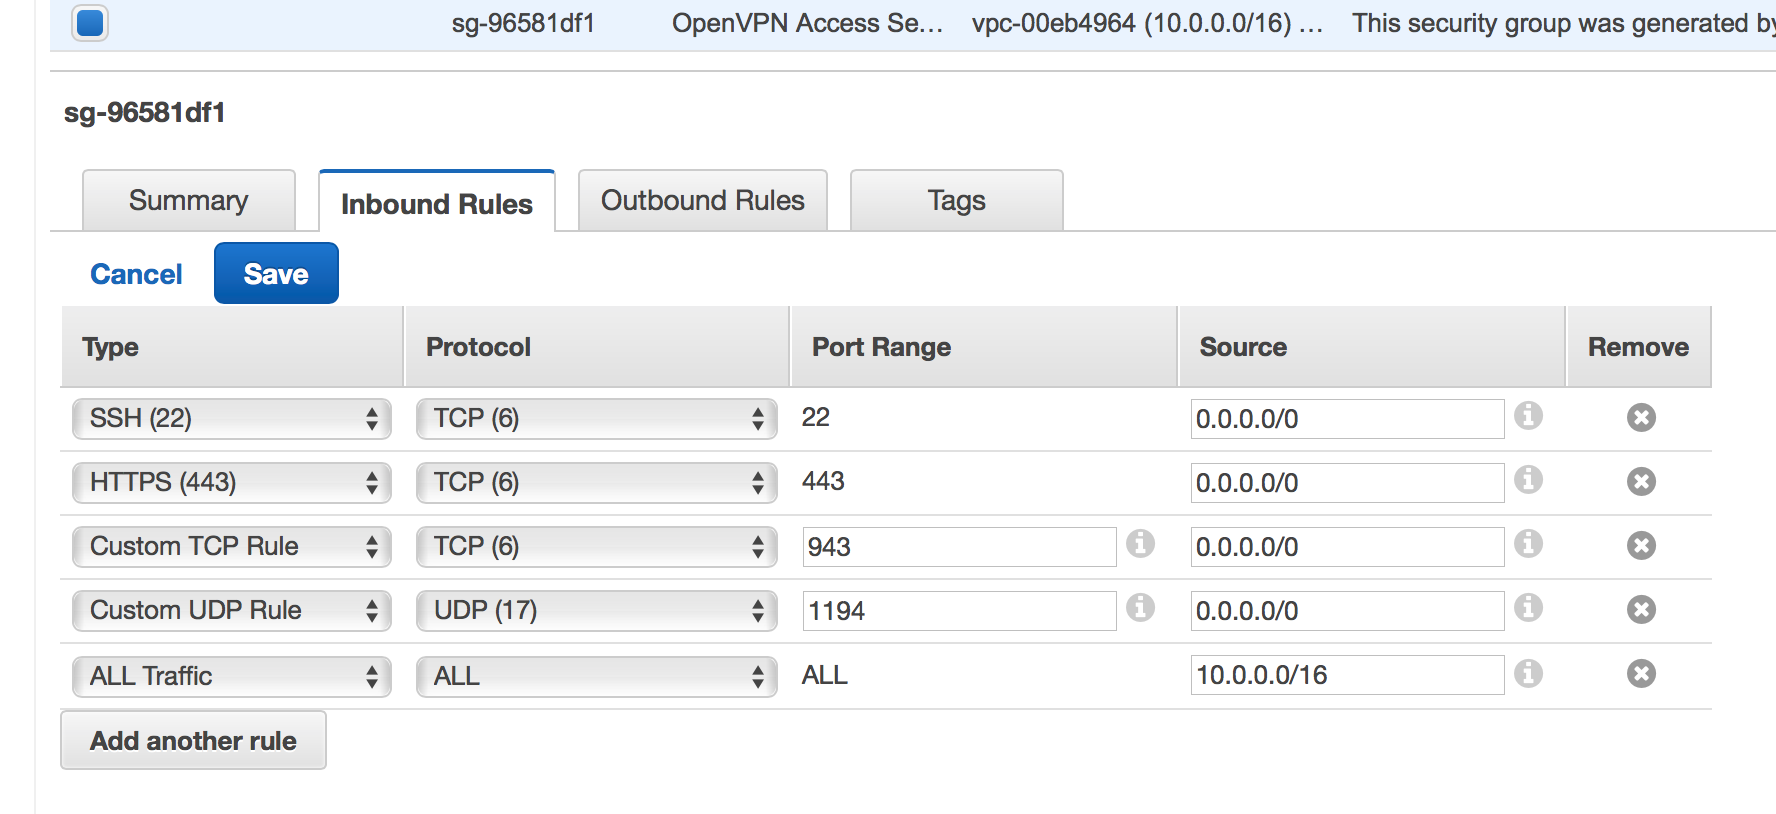 sg-96581df1 OpenVPN Access Se... vpc-00eb4964 (10.0.0.0/16) ... This security group was generated by
sg-96581df1
Summary Inbound Rules Outbound Rules Tags
Cancel Save
Type Protocol Port Range Source Remove
SSH (22) TCP (6) 22 0.0.0.0/0
HTTPS (443) TCP (6) 443 0.0.0.0/0
Custom TCP Rule TCP (6) 943 0.0.0.0/0
Custom UDP Rule UDP (17) 1194 0.0.0.0/0
ALL Traffic ALL ALL 10.0.0.0/16
Add another rule